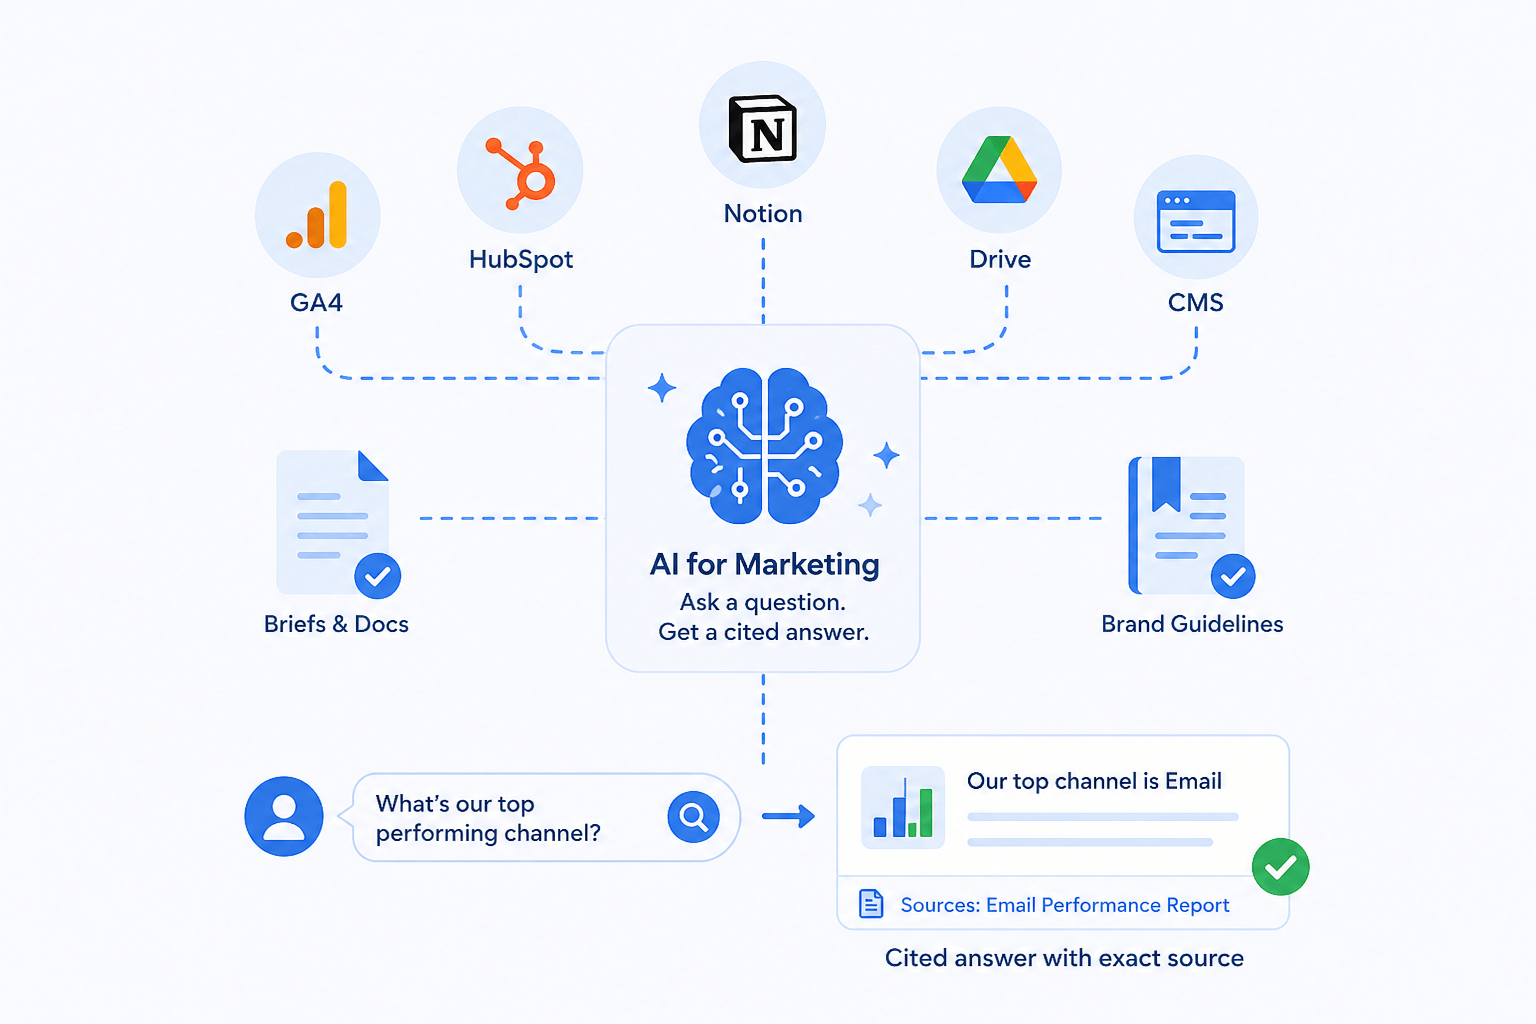 N
Notion
HubSpot
Drive
GA4
CMS
AI for Marketing
Ask a question.
Get a cited answer.
Briefs & Docs
Brand Guidelines
What's our top
performing channel?
Our top channel is Email
Sources: Email Performance Report
Cited answer with exact source